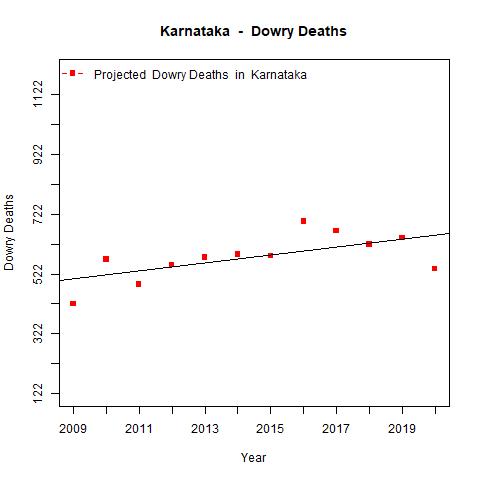 Karnataka - Dowry Deaths
Projected Dowry Deaths in Karnataka
1122
922
722
522
322
122
Dowry Deaths
2009 2011 2013 2015 2017 2019
Year